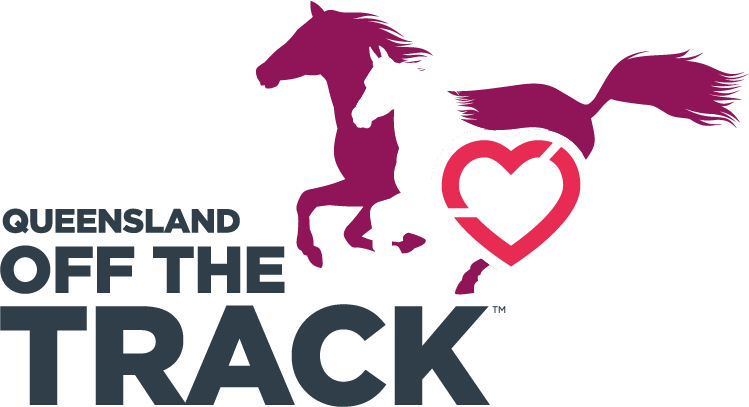 QUEENSLAND
OFF THE
TRACK™